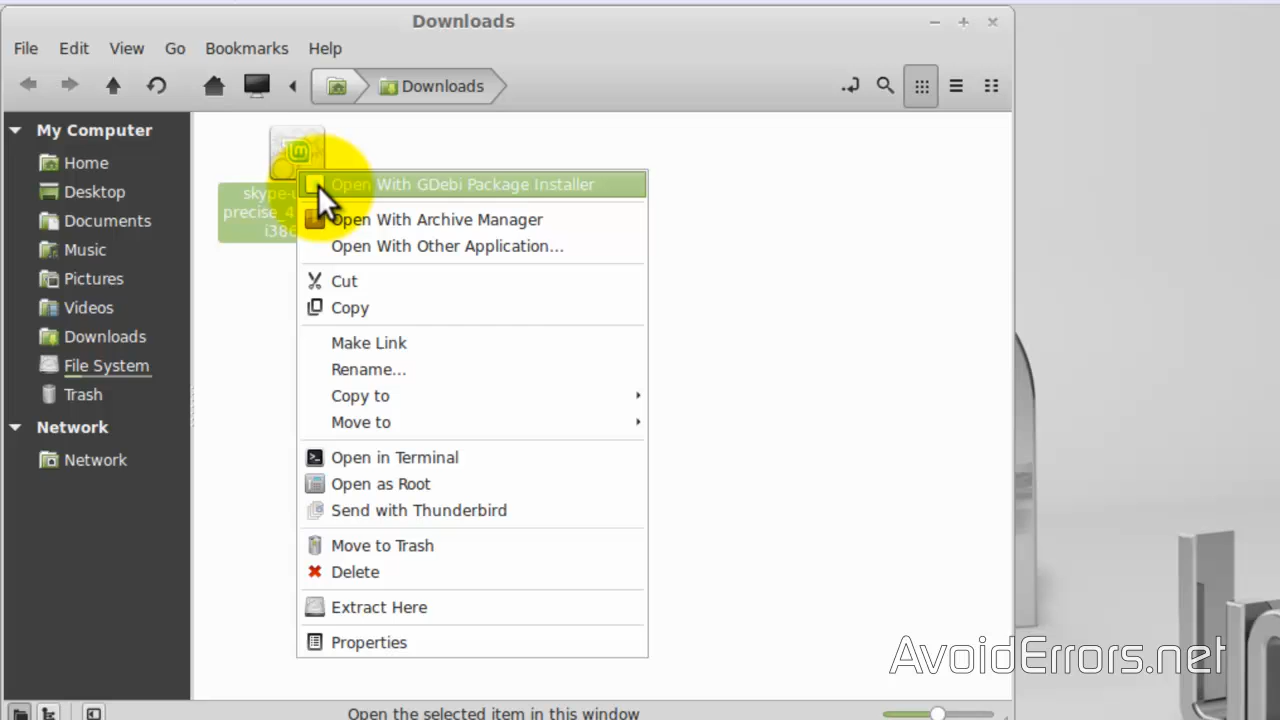 Downloads
File Edit View Go Bookmarks Help
Downloads
My Computer
Home
Desktop
Documents
Music
Pictures
Videos
Downloads
File System
Trash
Network
Network
precise_4
i386
Open With GDebi Package Installer
Open With Archive Manager
Open With Other Application...
Cut
Copy
Make Link
Rename...
Copy to
Move to
Open in Terminal
Open as Root
Send with Thunderbird
Move to Trash
Delete
Extract Here
Properties
AvoidErrors.net
Open the selected item in this window